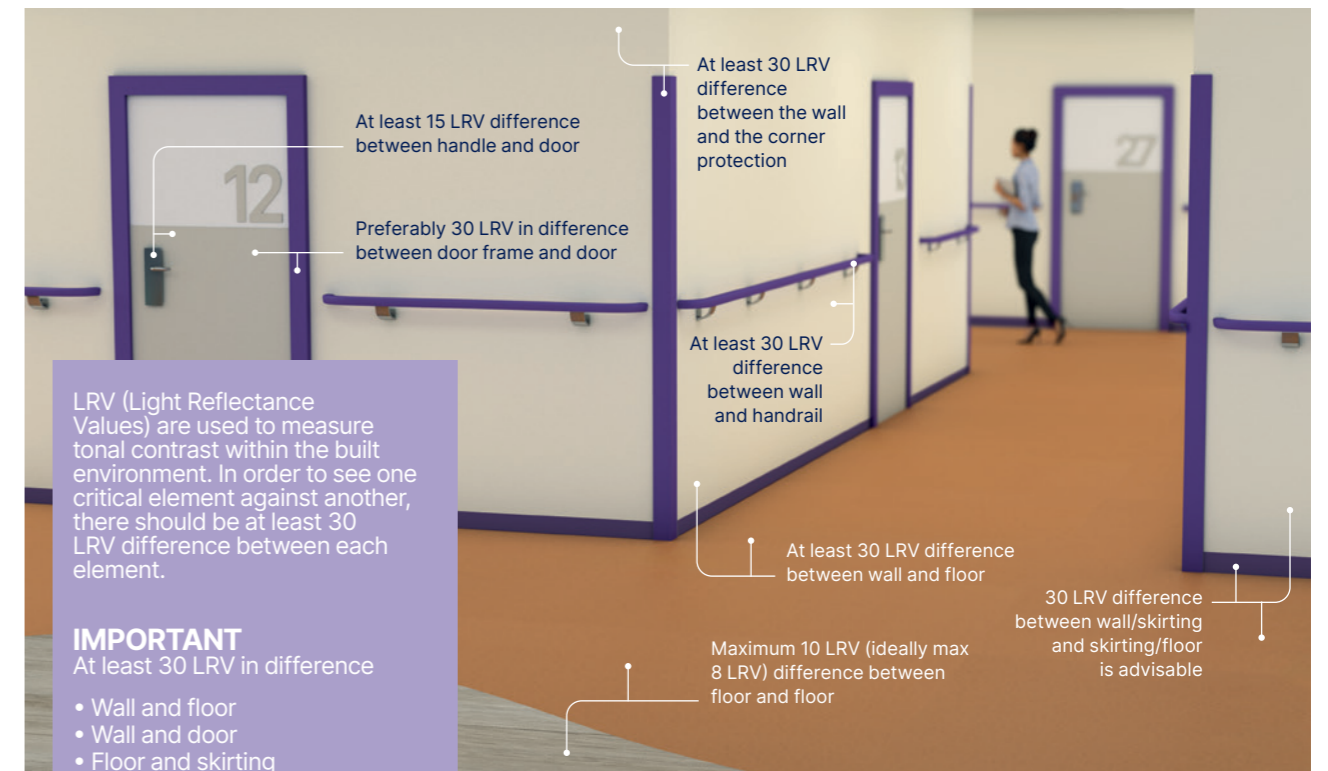 At least 30 LRV
difference
between the wall
and the corner
protection
At least 15 LRV difference
between handle and door
12
27
Preferably 30 LRV in difference
between door frame and door
At least 30 LRV
difference
between wall
and handrail
LRV (Light Reflectance
Values) are used to measure
tonal contrast within the built
environment. In order to see one
critical element against another,
there should be at least 30
LRV difference between each
element.
IMPORTANT
At least 30 LRV in difference
• Wall and floor
• Wall and door
• Floor and skirting
At least 30 LRV difference
between wall and floor
30 LRV difference
between wall/skirting
and skirting/floor
is advisable
Maximum 10 LRV (ideally max
8 LRV) difference between
floor and floor